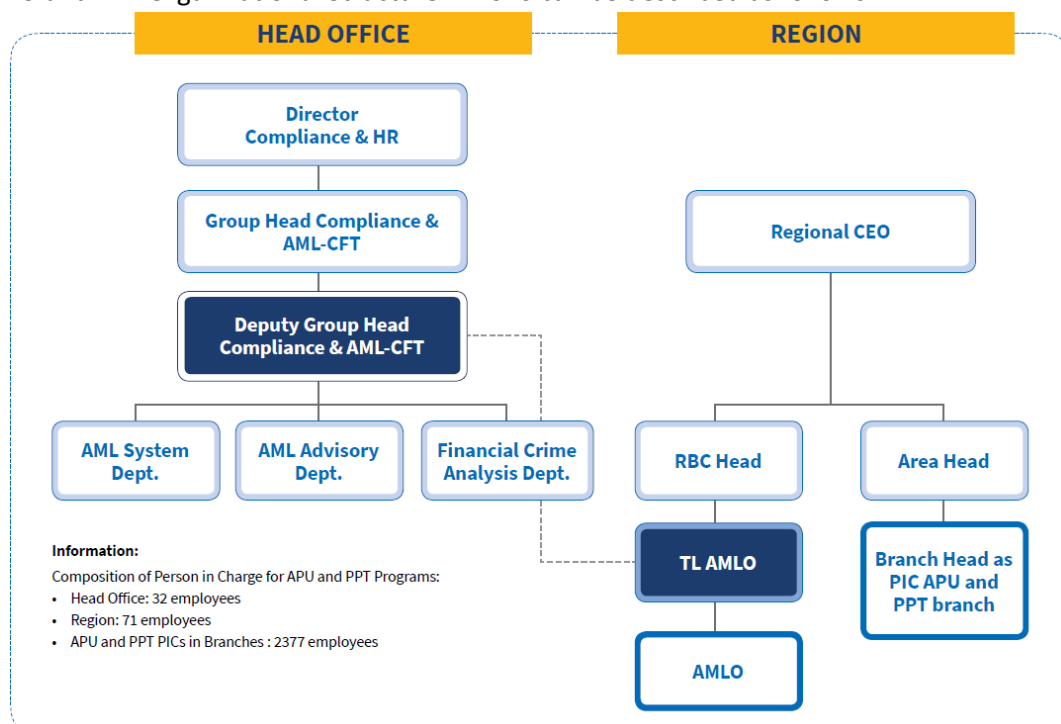 HEAD OFFICE
REGION
Director
Compliance & HR
Group Head Compliance &
AML-CFT
Regional CEO
Deputy Group Head
Compliance & AML-CFT
AML System
Dept.
AML Advisory
Dept.
Financial Crime
Analysis Dept.
RBC Head
Area Head
TL AMLO
Branch Head as
PIC APU and
PPT branch
AMLO
Information:
Composition of Person in Charge for APU and PPT Programs:
• Head Office: 32 employees
• Region: 71 employees
• APU and PPT PICs in Branches : 2377 employees